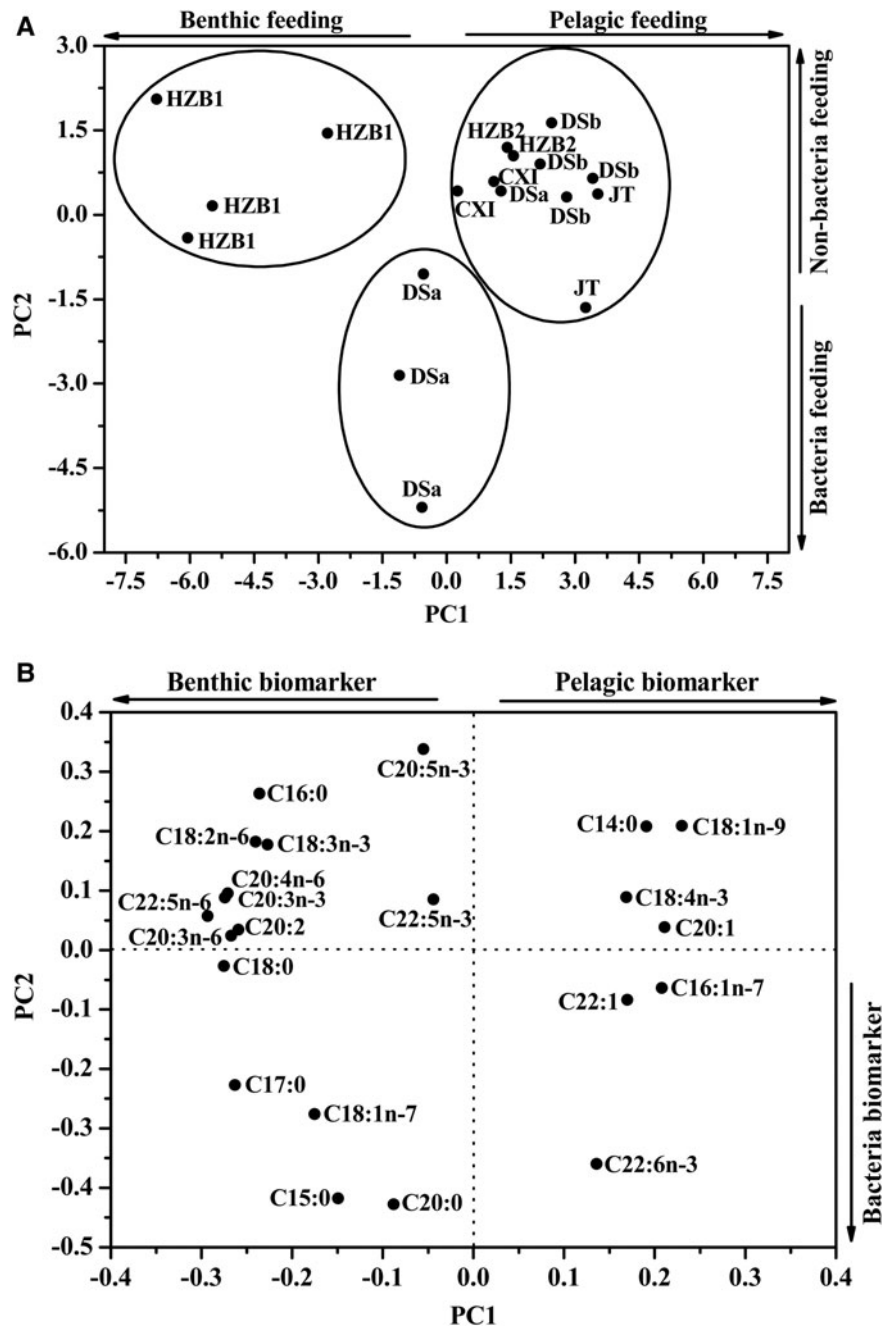 A
Benthic feeding
Pelagic feeding
3.0
1.5
0.0
-1.5
-3.0
-4.5
-6.0
PC2
HZB1
HZB1
HZB1
HZB1
HZB2
DSb
HZB2
DSb
DSb
CXI
CXI
DSa
DSb
JT
JT
DSa
DSa
DSa
Non-bacteria feeding
Bacteria feeding
-7.5 -6.0 -4.5 -3.0 -1.5 0.0 1.5 3.0 4.5 6.0 7.5
PC1
B
Benthic biomarker
Pelagic biomarker
0.4
0.3
0.2
0.1
0.0
-0.1
-0.2
-0.3
-0.4
-0.5
PC2
C20:5n-3
C16:0
C18:2n-6
C18:3n-3
C20:4n-6
C22:5n-6
C20:3n-3
C20:3n-6
C20:2
C22:5n-3
C18:0
C17:0
C18:1n-7
C15:0
C20:0
C14:0
C18:1n-9
C18:4n-3
C20:1
C22:1
C16:1n-7
C22:6n-3
Bacteria biomarker
-0.4 -0.3 -0.2 -0.1 0.0 0.1 0.2 0.3 0.4
PC1